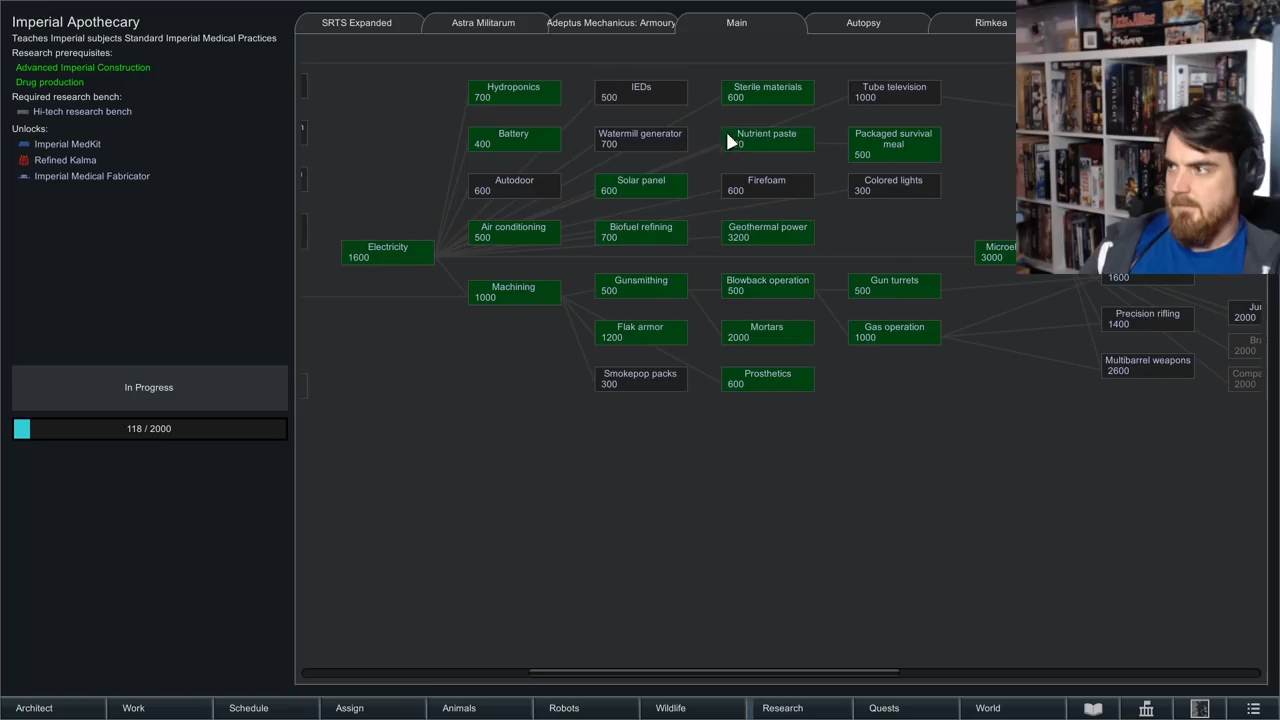 Imperial Apothecary
Teaches Imperial subjects Standard Imperial Medical Practices
Research prerequisites:
Advanced Imperial Construction
Drug production
Required research bench:
Hi-tech research bench
Unlocks:
Imperial MedKit
Refined Kalma
Imperial Medical Fabricator
In Progress
118 / 2000
SRTS Expanded
Astra Militarum
Adeptus Mechanicus: Armoury
Main
Autopsy
Rimkea
Hydroponics
700
IEDs
500
Sterile materials
600
Tube television
1000
Battery
400
Watermill generator
700
Nutrient paste
Packaged survival
meal
500
Autodoor
600
Solar panel
600
Firefoam
600
Colored lights
300
Air conditioning
500
Biofuel refining
700
Geothermal power
3200
Electricity
1600
Microel
3000
Machining
1000
Gunsmithing
500
Blowback operation
500
Gun turrets
500
1600
Flak armor
1200
Mortars
2000
Gas operation
1000
Precision rifling
1400
Ju
2000
Smokepop packs
300
Prosthetics
600
Multibarrel weapons
2600
Br
2000
Compa
2000
Architect
Work
Schedule
Assign
Animals
Robots
Wildlife
Research
Quests
World